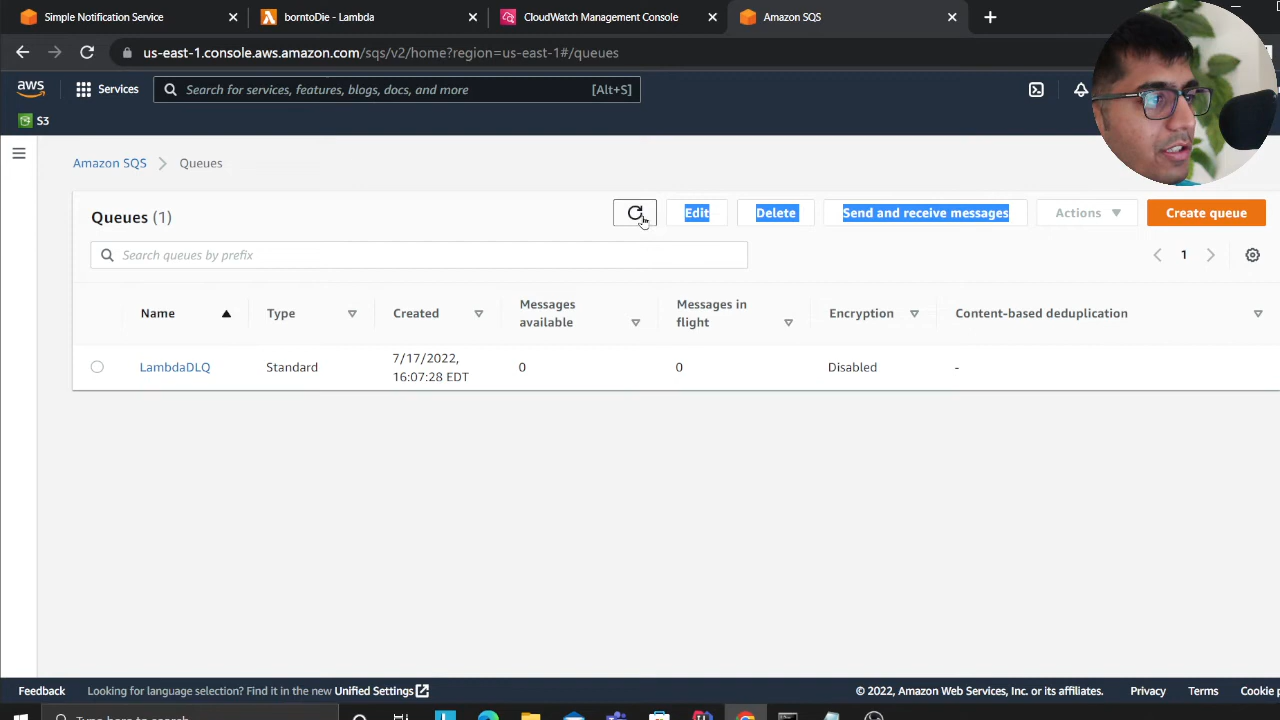 Simple Notification Service
borntoDie - Lambda
CloudWatch Management Console
Amazon SQS
us-east-1.console.aws.amazon.com/sqs/v2/home?region=us-east-1#/queues
aws
Services
Search for services, features, blogs, docs, and more
[Alt+S]
S3
Amazon SQS
Queues
Queues (1)
Edit
Delete
Send and receive messages
Actions
Create queue
Search queues by prefix
1
Name
Type
Created
Messages
available
Messages in
flight
Encryption
Content-based deduplication
LambdaDLQ
Standard
7/17/2022,
16:07:28 EDT
0
0
Disabled
-
Feedback
Looking for language selection? Find it in the new Unified Settings
© 2022, Amazon Web Services, Inc. or its affiliates.
Privacy
Terms
Cookie
Type here to search